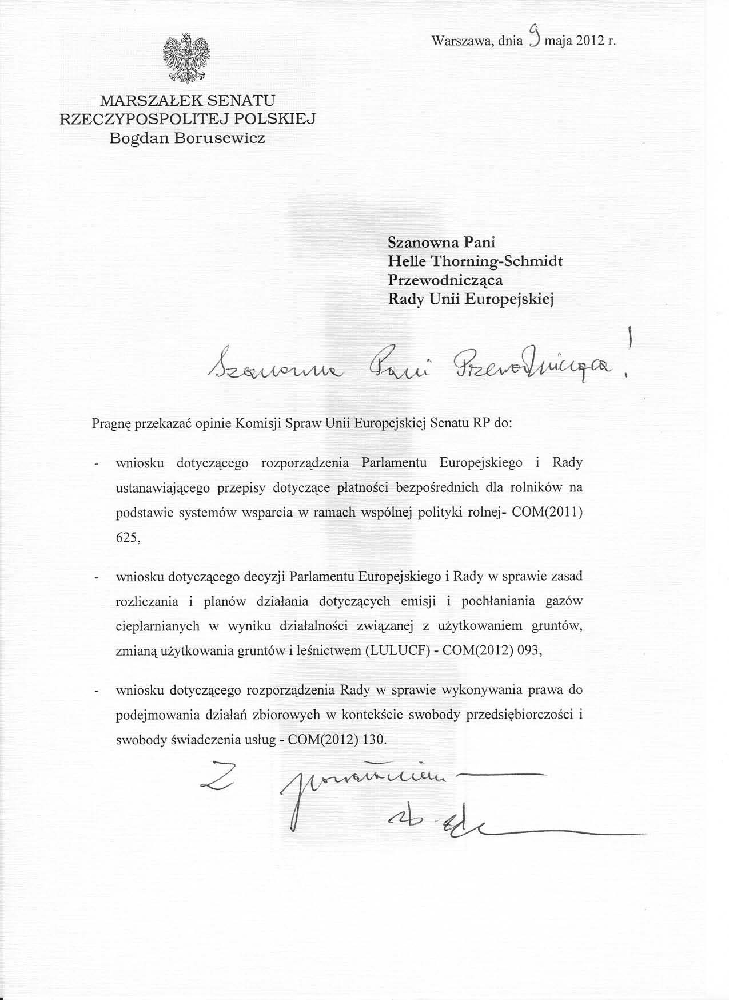 Warszawa, dnia 9 maja 2012 r.
MARSZAŁEK SENATU
RZECZYPOSPOLITEJ POLSKIEJ
Bogdan Borusewicz
Szanowna Pani
Helle Thorning-Schmidt
Przewodnicząca
Rady Unii Europejskiej
Szanowna Pani Przewodnicząca!
Pragnę przekazać opinie Komisji Spraw Unii Europejskiej Senatu RP do:
- wniosku dotyczącego rozporządzenia Parlamentu Europejskiego i Rady
ustanawiającego przepisy dotyczące płatności bezpośrednich dla rolników na
podstawie systemów wsparcia w ramach wspólnej polityki rolnej- COM(2011)
625,
- wniosku dotyczącego decyzji Parlamentu Europejskiego i Rady w sprawie zasad
rozliczania i planów działania dotyczących emisji i pochłaniania gazów
cieplarnianych w wyniku działalności związanej z użytkowaniem gruntów,
zmianą użytkowania gruntów i leśnictwem (LULUCF) - COM(2012) 093,
- wniosku dotyczącego rozporządzenia Rady w sprawie wykonywania prawa do
podejmowania działań zbiorowych w kontekście swobody przedsiębiorczości i
swobody świadczenia usług - COM(2012) 130.
Z poważaniem